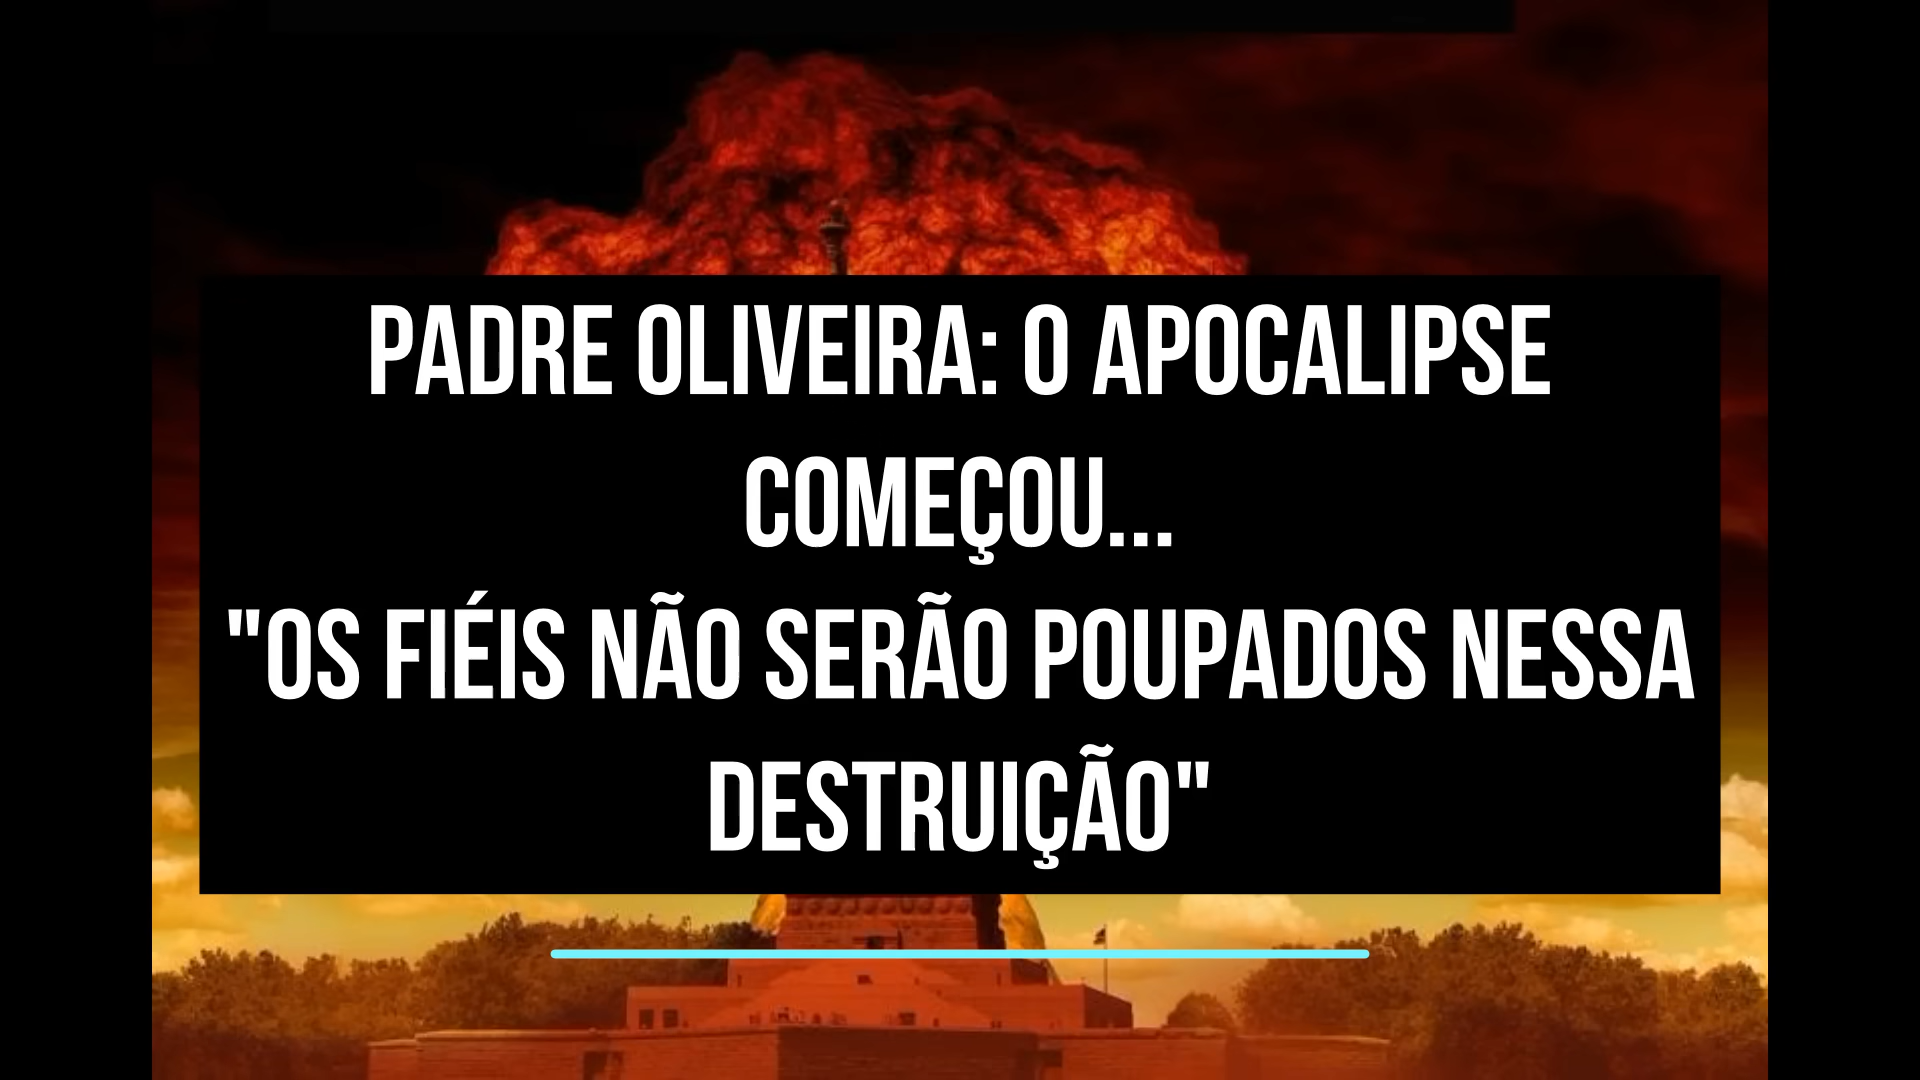 PADRE OLIVEIRA: O APOCALIPSE
COMEÇOU...
"OS FIÉIS NÃO SERÃO POUPADOS NESSA
DESTRUIÇÃO"